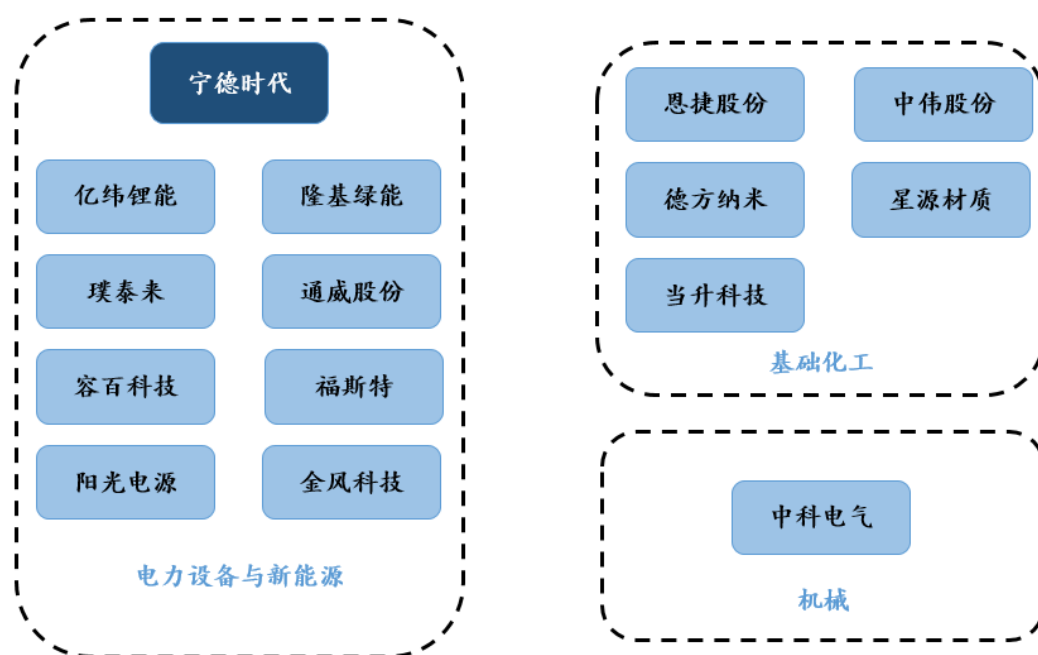 宁德时代
亿纬锂能
隆基绿能
璞泰来
通威股份
容百科技
福斯特
阳光电源
金风科技
电力设备与新能源
恩捷股份
中伟股份
德方纳米
星源材质
当升科技
基础化工
中科电气
机械